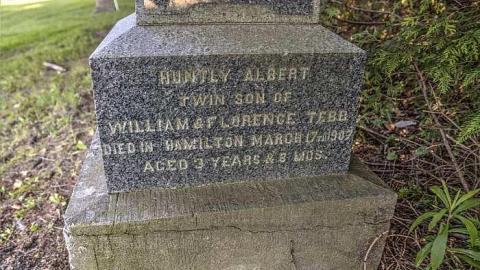 HUNTLY ALBERT
TWIN SON OF
WILLIAM & FLORENCE TEBB
DIED IN HAMILTON MARCH 17TH 1907
AGED 3 YEARS & 8 MOS.